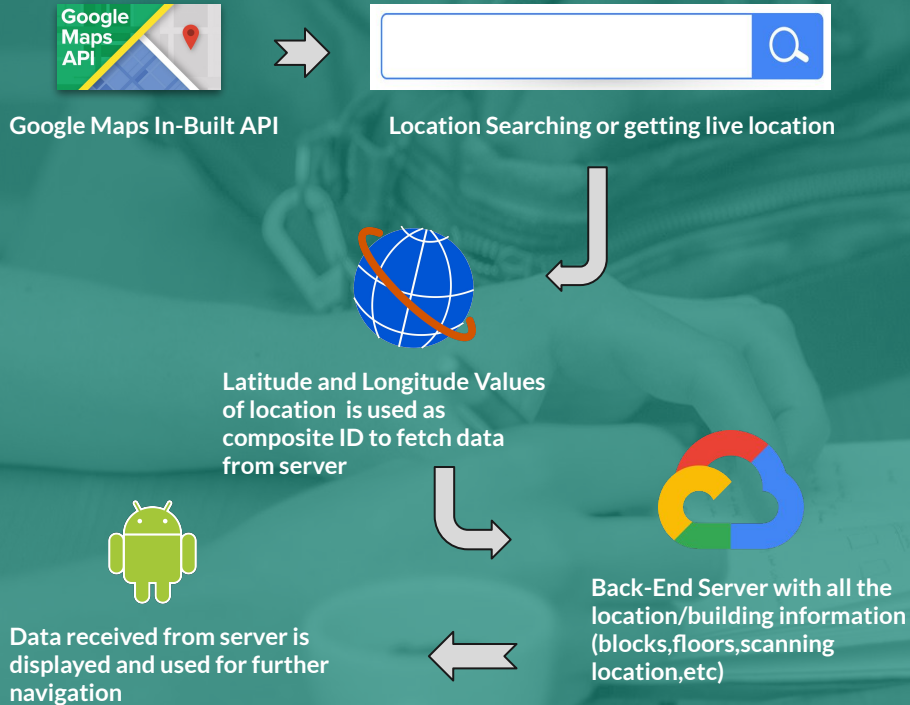 Google
Maps
API
Google Maps In-Built API
Location Searching or getting live location
Latitude and Longitude Values
of location is used as
composite ID to fetch data
from server
Back-End Server with all the
location/building information
(blocks,floors,scanning
location,etc)
Data received from server is
displayed and used for further
navigation